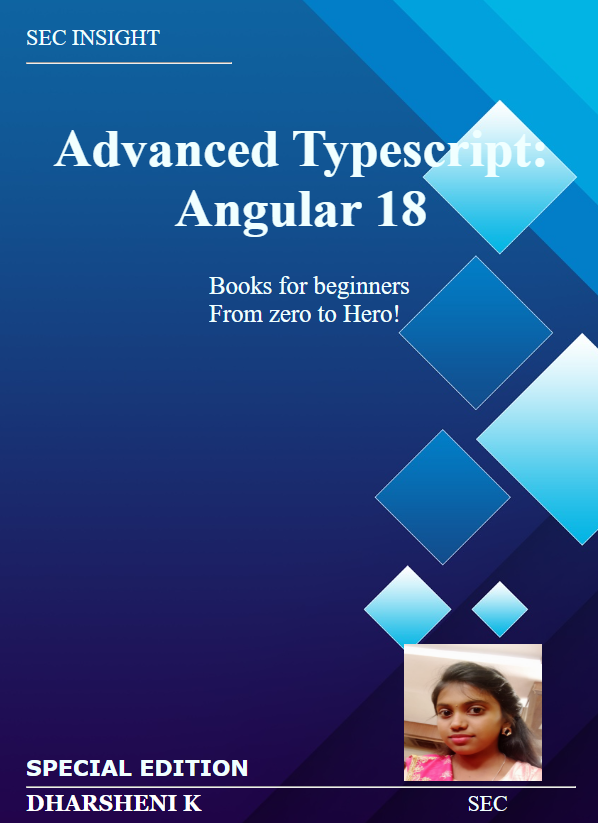 SEC INSIGHT
Advanced Typescript:
Angular 18
Books for beginners
From zero to Hero!
SPECIAL EDITION
DHARSHENI K
SEC